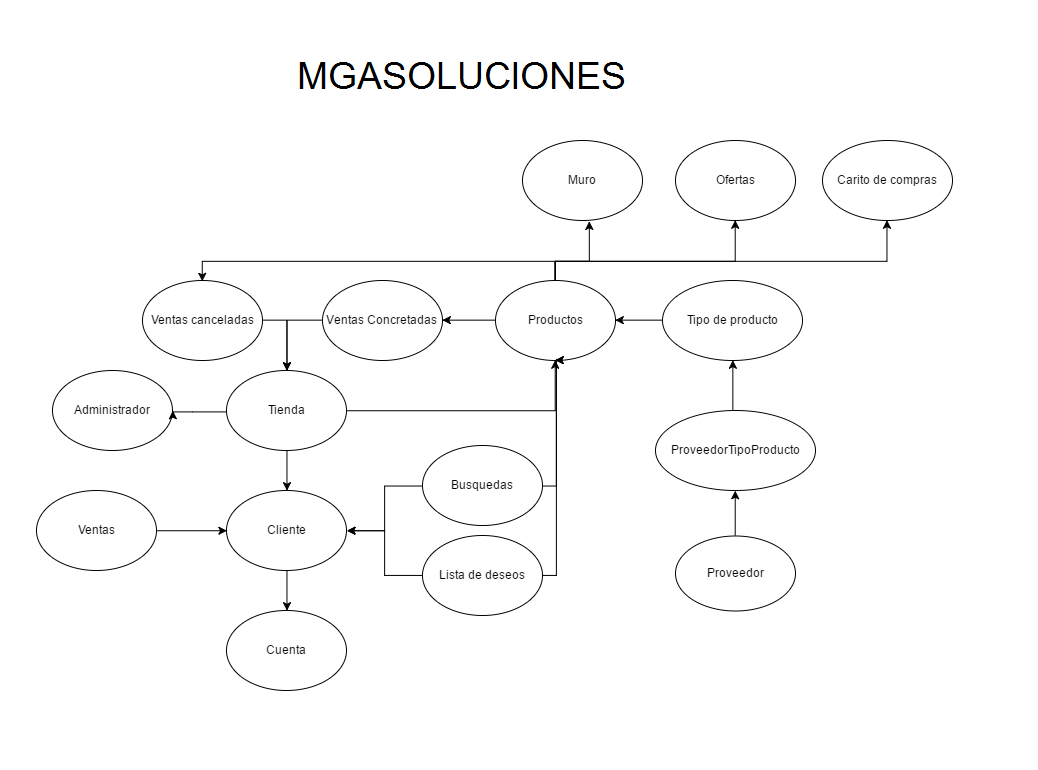 MGASOLUCIONES
Muro
Ofertas
Carito de compras
Ventas canceladas
Ventas Concretadas
Productos
Tipo de producto
Administrador
Tienda
ProveedorTipoProducto
Busquedas
Ventas
Cliente
Lista de deseos
Proveedor
Cuenta